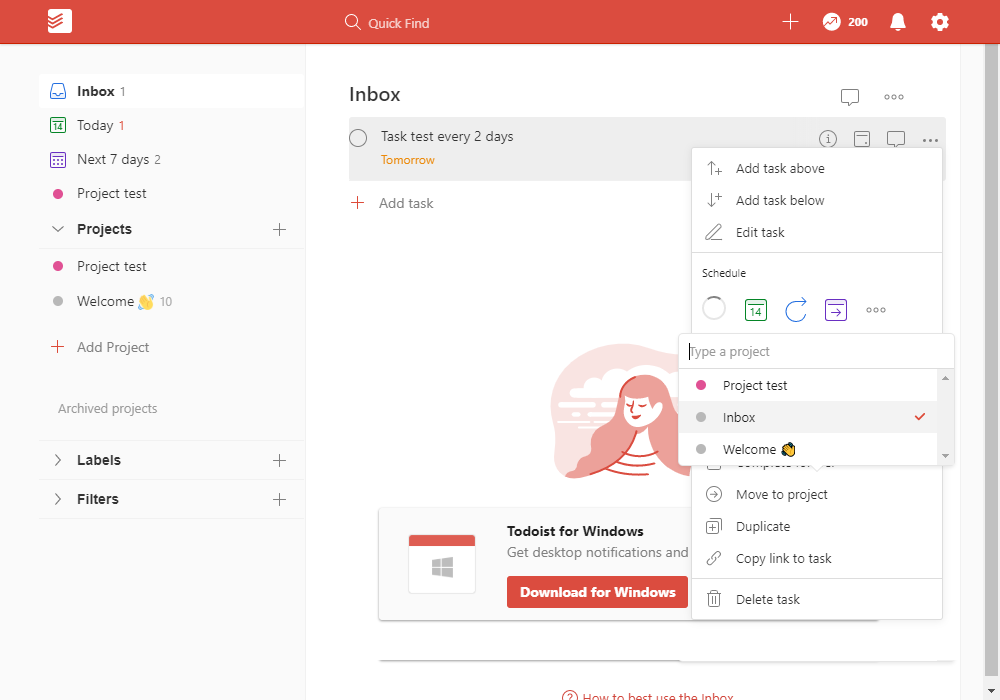 Quick Find
200
Inbox 1
14 Today 1
Next 7 days 2
Project test
Projects
Project test
Welcome 👋 10
Add Project
Archived projects
Labels
Filters
Inbox
Task test every 2 days
Tomorrow
Add task
Add task above
Add task below
Edit task
Schedule
14
Type a project
Project test
Inbox
Welcome 👋
Move to project
Duplicate
Copy link to task
Delete task
Todoist for Windows
Get desktop notifications and
Download for Windows
How to best use the Inbox